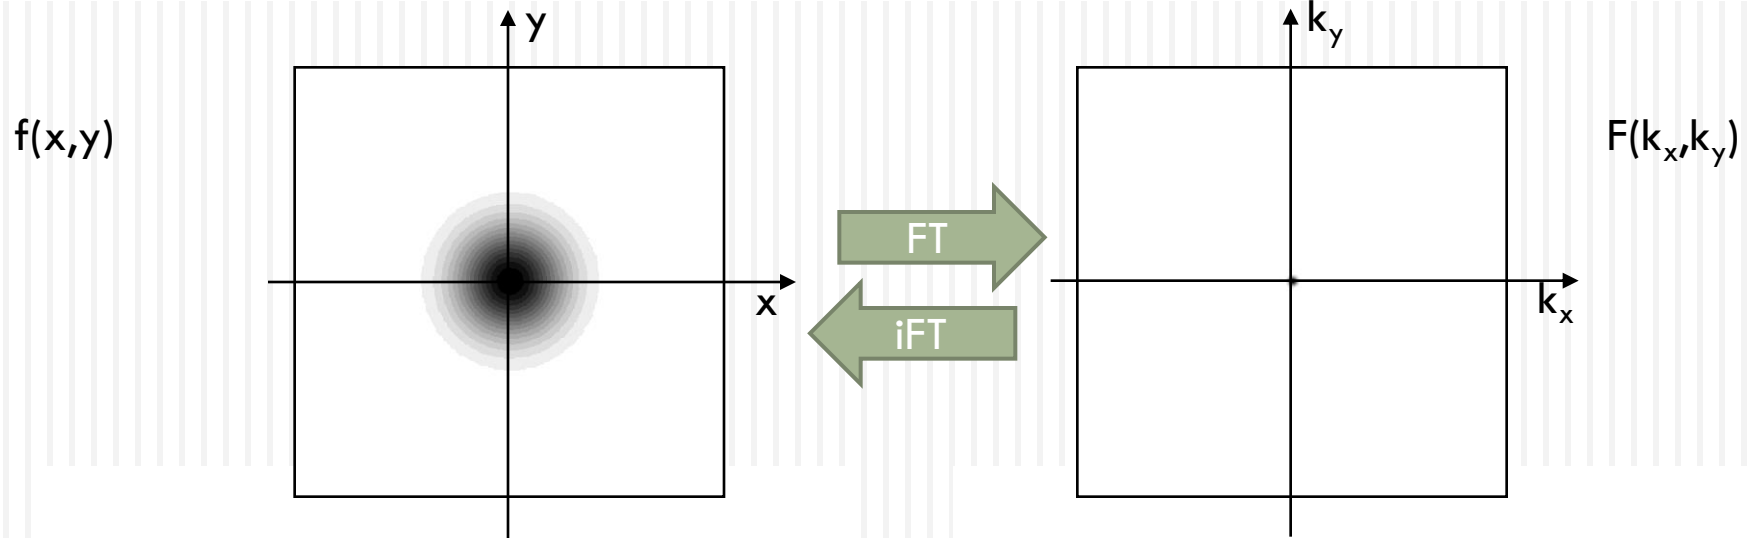 y
k_y
f(x,y)
F(k_x,k_y)
FT
x
k_x
iFT